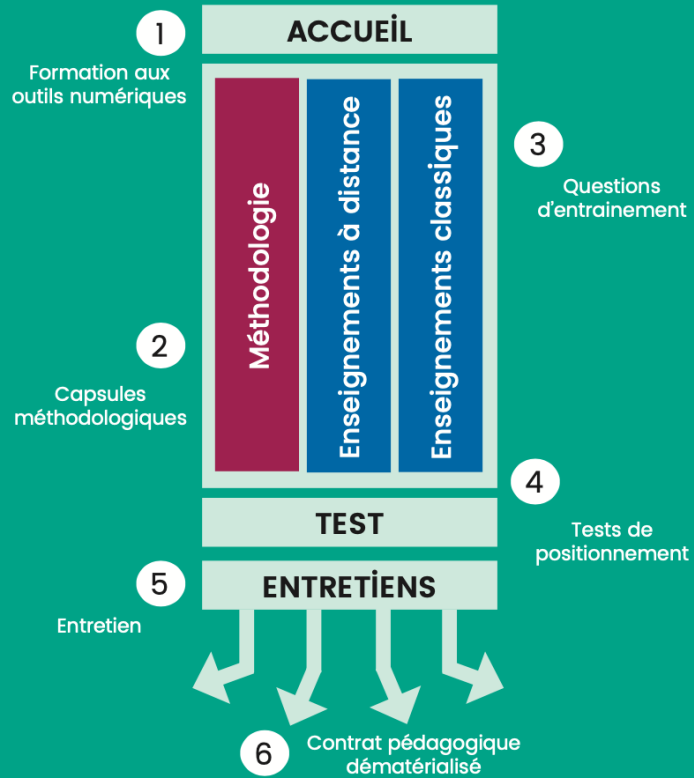 1
ACCUEİL
Formation aux
outils numériques
Méthodologie
Enseignements à distance
Enseignements classiques
3
Questions
d'entrainement
2
Capsules
méthodologiques
4
TEST
Tests de
positionnement
5
ENTRETİENS
Entretien
6
Contrat pédagogique
dématérialisé